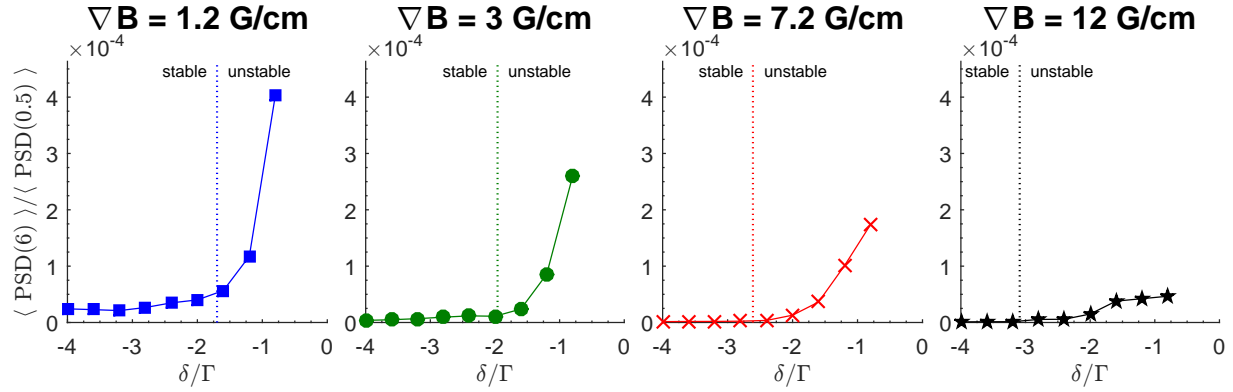 ∇B = 1.2 G/cm
∇B = 3 G/cm
∇B = 7.2 G/cm
∇B = 12 G/cm
×10⁻⁴
×10⁻⁴
×10⁻⁴
×10⁻⁴
stable unstable
stable unstable
stable unstable
stable unstable
⟨ PSD(6) ⟩/⟨ PSD(0.5) ⟩
4
3
2
1
0
4
3
2
1
0
4
3
2
1
0
4
3
2
1
0
-4 -3 -2 -1 0
-4 -3 -2 -1 0
-4 -3 -2 -1 0
-4 -3 -2 -1 0
δ/Γ
δ/Γ
δ/Γ
δ/Γ